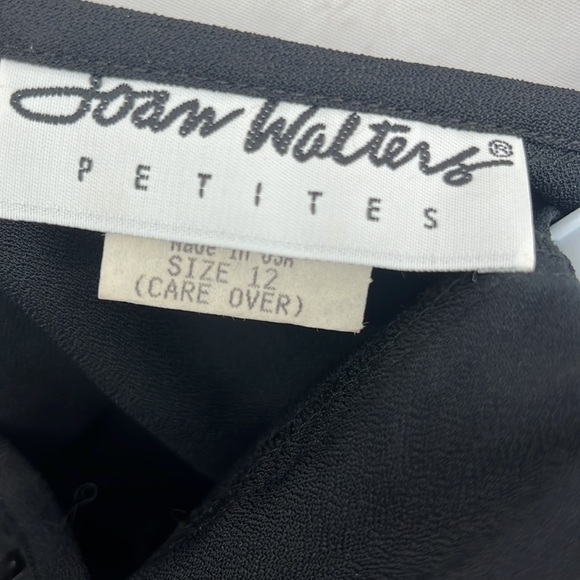 Joan Walters®
PETITES
Made in USA
SIZE 12
(CARE OVER)